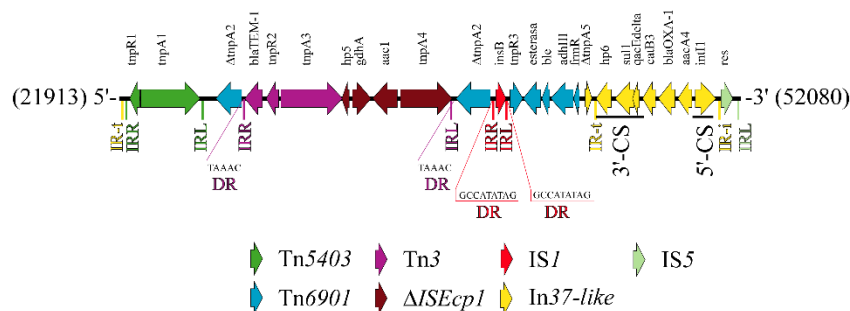 tnpR1
tnpA1
ΔtnpA2
blaTEM-1
tnpR2
tnpA3
hp5
gdhA
aac1
tnpA4
ΔtnpA2
insB
tnpR3
esterasa
ble
adhIII
frmR
ΔtnpA5
hp6
sul1
qacEdelta
catB3
blaOXA-1
aacA4
intI1
res
(21913) 5'- -3' (52080)
IR-t
IRR
IRL
IRR
IRL
IRR
IRL
IR-t
3'-CS
5'-CS
IR-i
IRL
TAAAC
DR
TAAAC
DR
GCCATATAG
DR
GCCATATAG
DR
Tn5403 Tn3 IS1 IS5
Tn6901 ΔISEcp1 In37-like